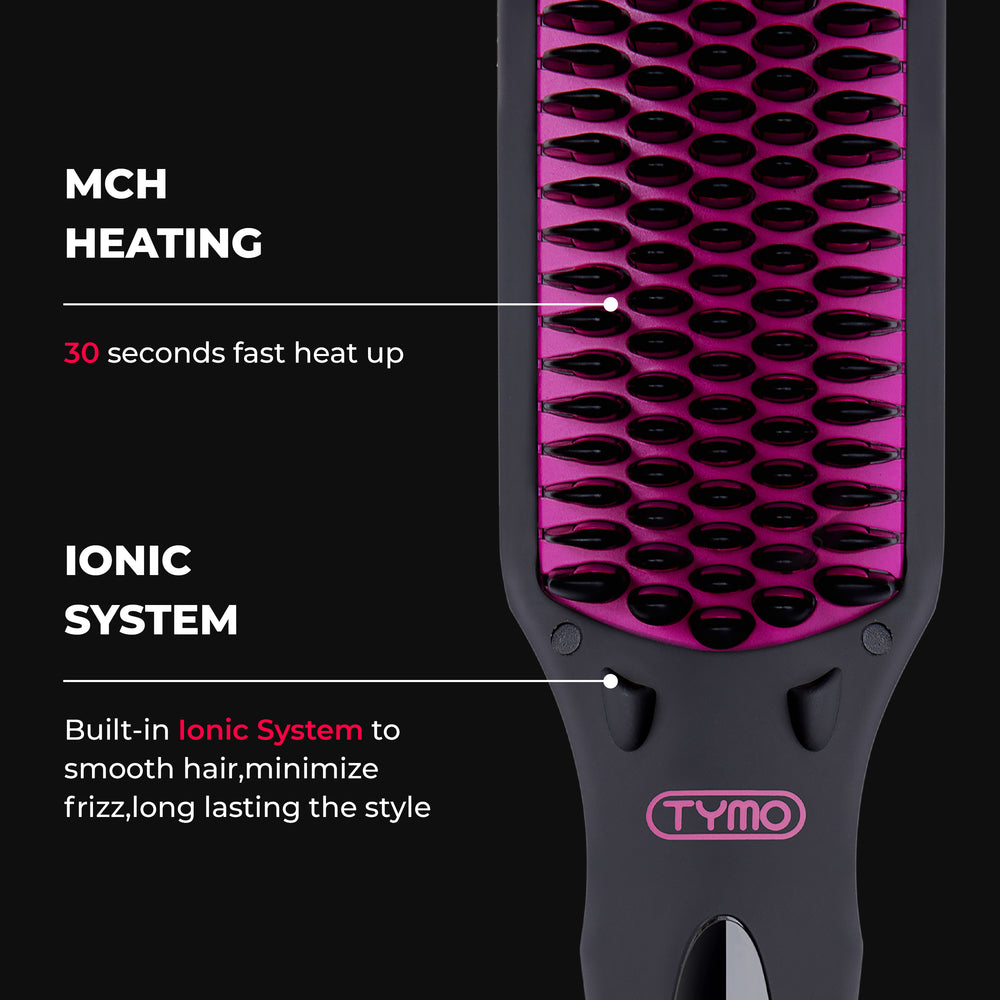 MCH
HEATING
30 seconds fast heat up
IONIC
SYSTEM
Built-in Ionic System to
smooth hair,minimize
frizz,long lasting the style
TYMO